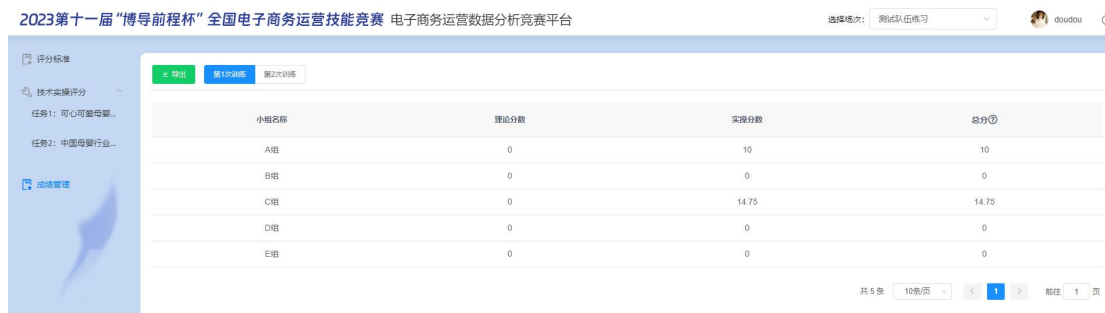 2023第十一届“博导前程杯”全国电子商务运营技能竞赛 电子商务运营数据分析竞赛平台
选择场次： 测试队伍练习
doudou
评分标准
导出 第1次训练 第2次训练
技术实操评分
任务1：可心可爱母婴...
任务2：中国母婴行业...
成绩管理
小组名称 理论分数 实操分数 总分?
A组 0 10 10
B组 0 0 0
C组 0 14.75 14.75
D组 0 0 0
E组 0 0 0
共 5 条 10条/页 < 1 > 前往 1 页